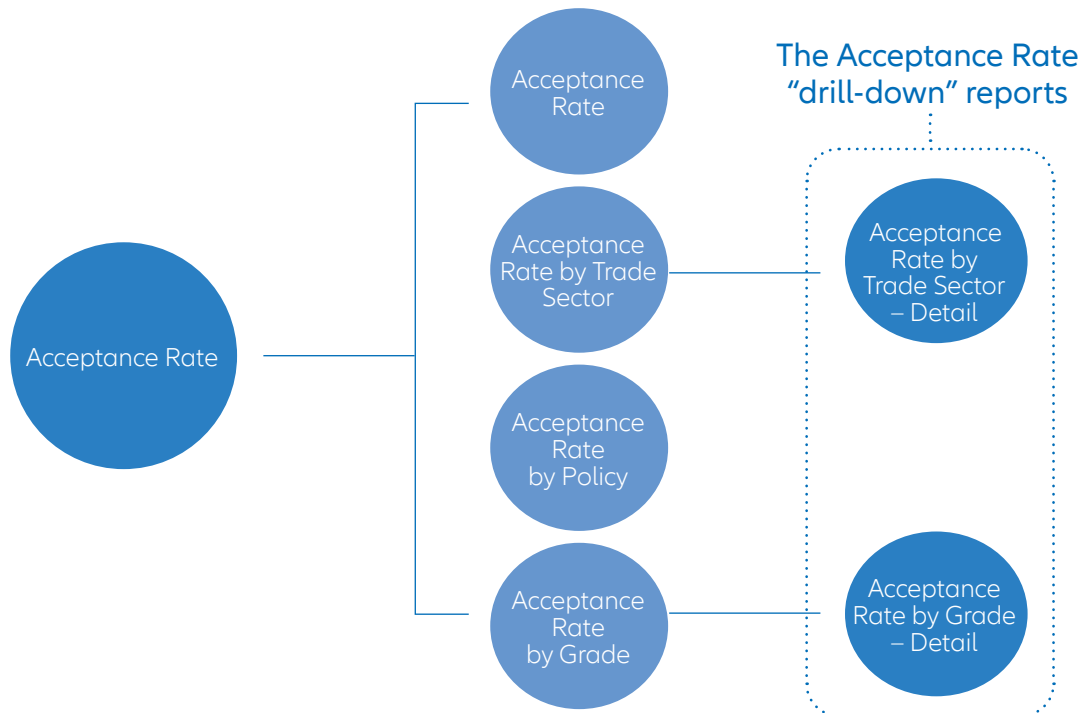 Acceptance Rate
Acceptance
Rate
Acceptance
Rate by Trade
Sector
Acceptance
Rate
by Policy
Acceptance
Rate
by Grade
The Acceptance Rate
“drill-down” reports
Acceptance
Rate by
Trade Sector
– Detail
Acceptance
Rate by Grade
– Detail